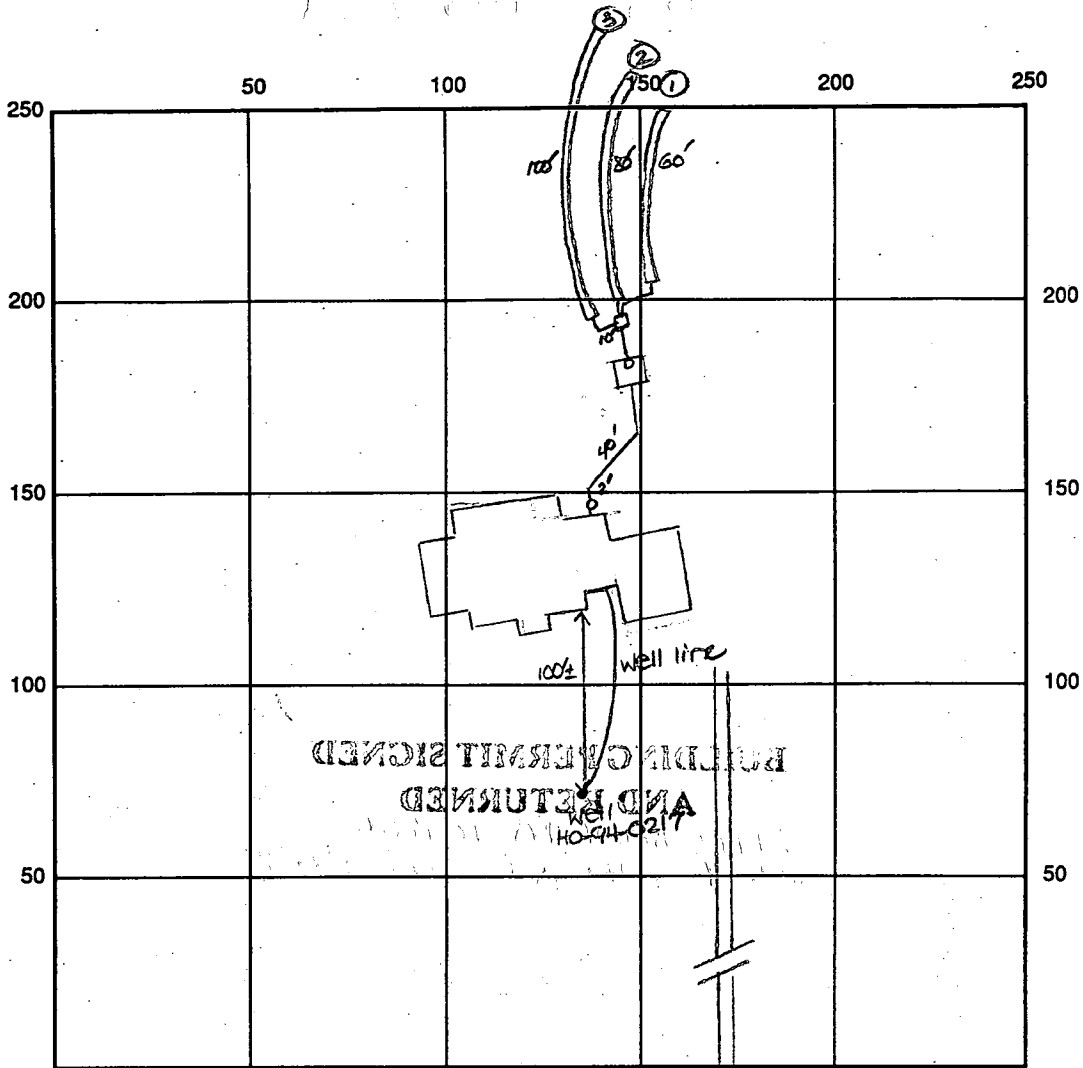 3
2
1
50 100 150 200 250
250
100' 80' 60'
200 200
10'
40'
2'
150 150
100'±
well line
100 100
BUILDING PERMIT SIGNED
AND RETURNED
well
HO-94-0217
50 50